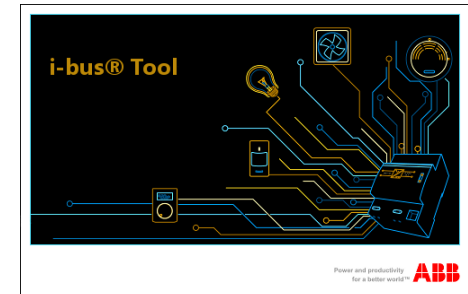 i-bus® Tool
Power and productivity
for a better world™
ABB